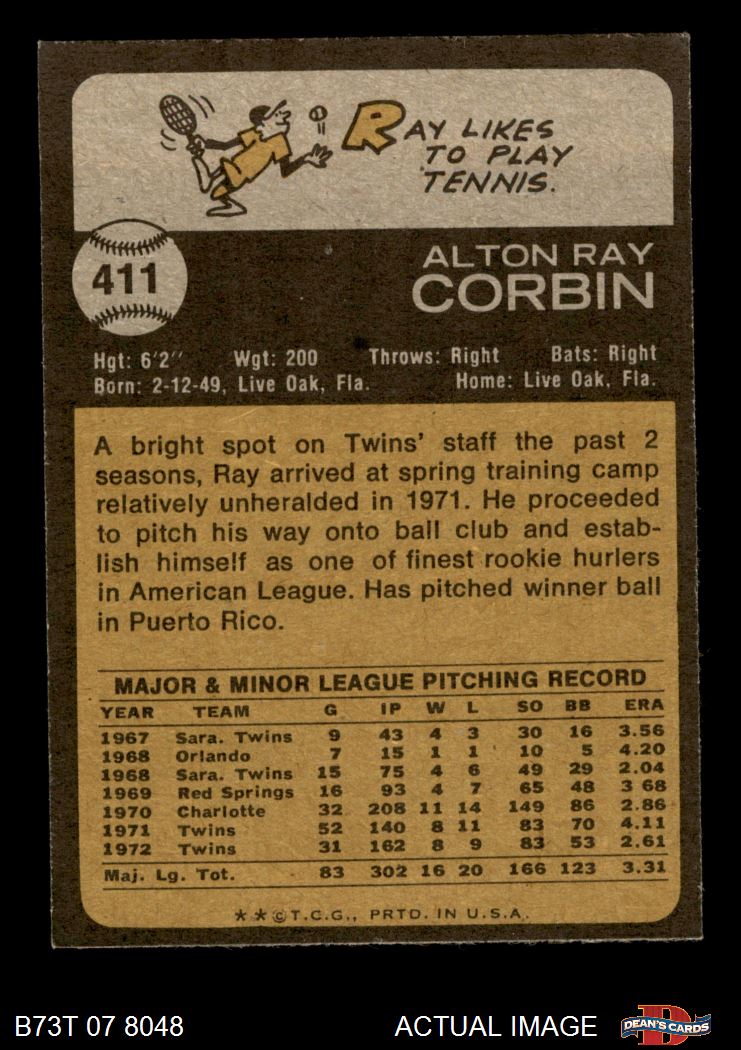 RAY LIKES
TO PLAY
TENNIS.
411
ALTON RAY
CORBIN
Hgt: 6'2" Wgt: 200 Throws: Right Bats: Right
Born: 2-12-49, Live Oak, Fla. Home: Live Oak, Fla.
A bright spot on Twins' staff the past 2
seasons, Ray arrived at spring training camp
relatively unheralded in 1971. He proceeded
to pitch his way onto ball club and estab-
lish himself as one of finest rookie hurlers
in American League. Has pitched winner ball
in Puerto Rico.
MAJOR & MINOR LEAGUE PITCHING RECORD
YEAR TEAM G IP W L SO BB ERA
1967 Sara. Twins 9 43 4 3 30 16 3.56
1968 Orlando 7 15 1 1 10 5 4.20
1968 Sara. Twins 15 75 4 6 49 29 2.04
1969 Red Springs 16 93 4 7 65 48 3 68
1970 Charlotte 32 208 11 14 149 86 2.86
1971 Twins 52 140 8 11 83 70 4.11
1972 Twins 31 162 8 9 83 53 2.61
Maj. Lg. Tot. 83 302 16 20 166 123 3.31
**©T.C.G., PRTD. IN U.S.A.
B73T 07 8048 ACTUAL IMAGE
D
DEAN'S CARDS